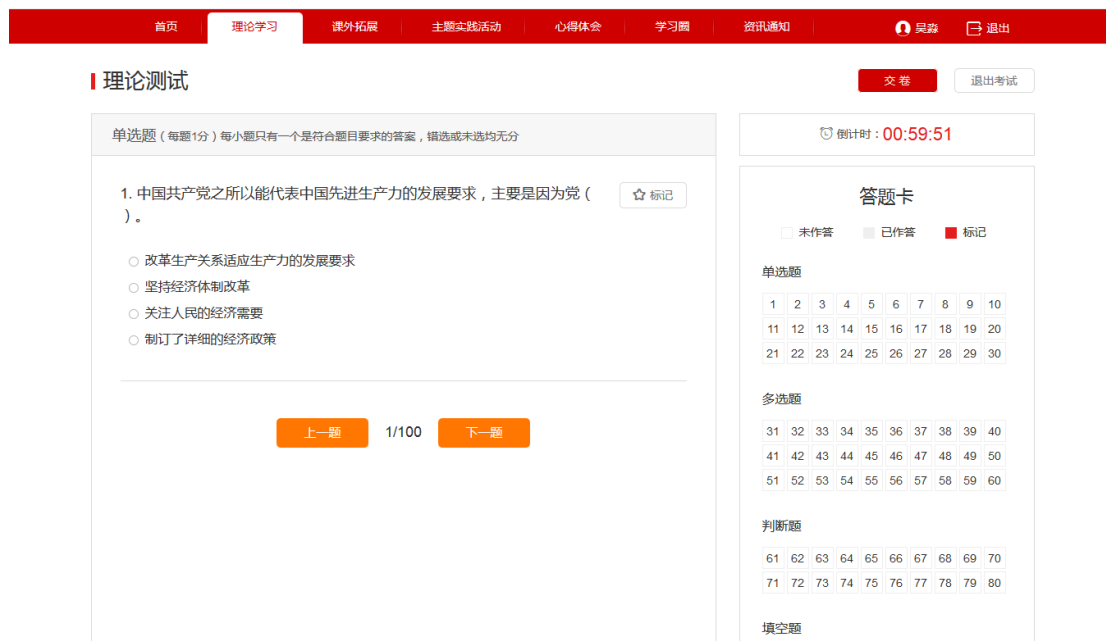 首页 理论学习 课外拓展 主题实践活动 心得体会 学习圈 资讯通知 吴淼 退出
理论测试
交 卷 退出考试
单选题 ( 每题1分 ) 每小题只有一个是符合题目要求的答案，错选或未选均无分
倒计时：00:59:51
1. 中国共产党之所以能代表中国先进生产力的发展要求，主要是因为党 (
) 。
标记
改革生产关系适应生产力的发展要求
坚持经济体制改革
关注人民的经济需要
制订了详细的经济政策
上一题 1/100 下一题
答题卡
未作答 已作答 标记
单选题
1 2 3 4 5 6 7 8 9 10
11 12 13 14 15 16 17 18 19 20
21 22 23 24 25 26 27 28 29 30
多选题
31 32 33 34 35 36 37 38 39 40
41 42 43 44 45 46 47 48 49 50
51 52 53 54 55 56 57 58 59 60
判断题
61 62 63 64 65 66 67 68 69 70
71 72 73 74 75 76 77 78 79 80
填空题